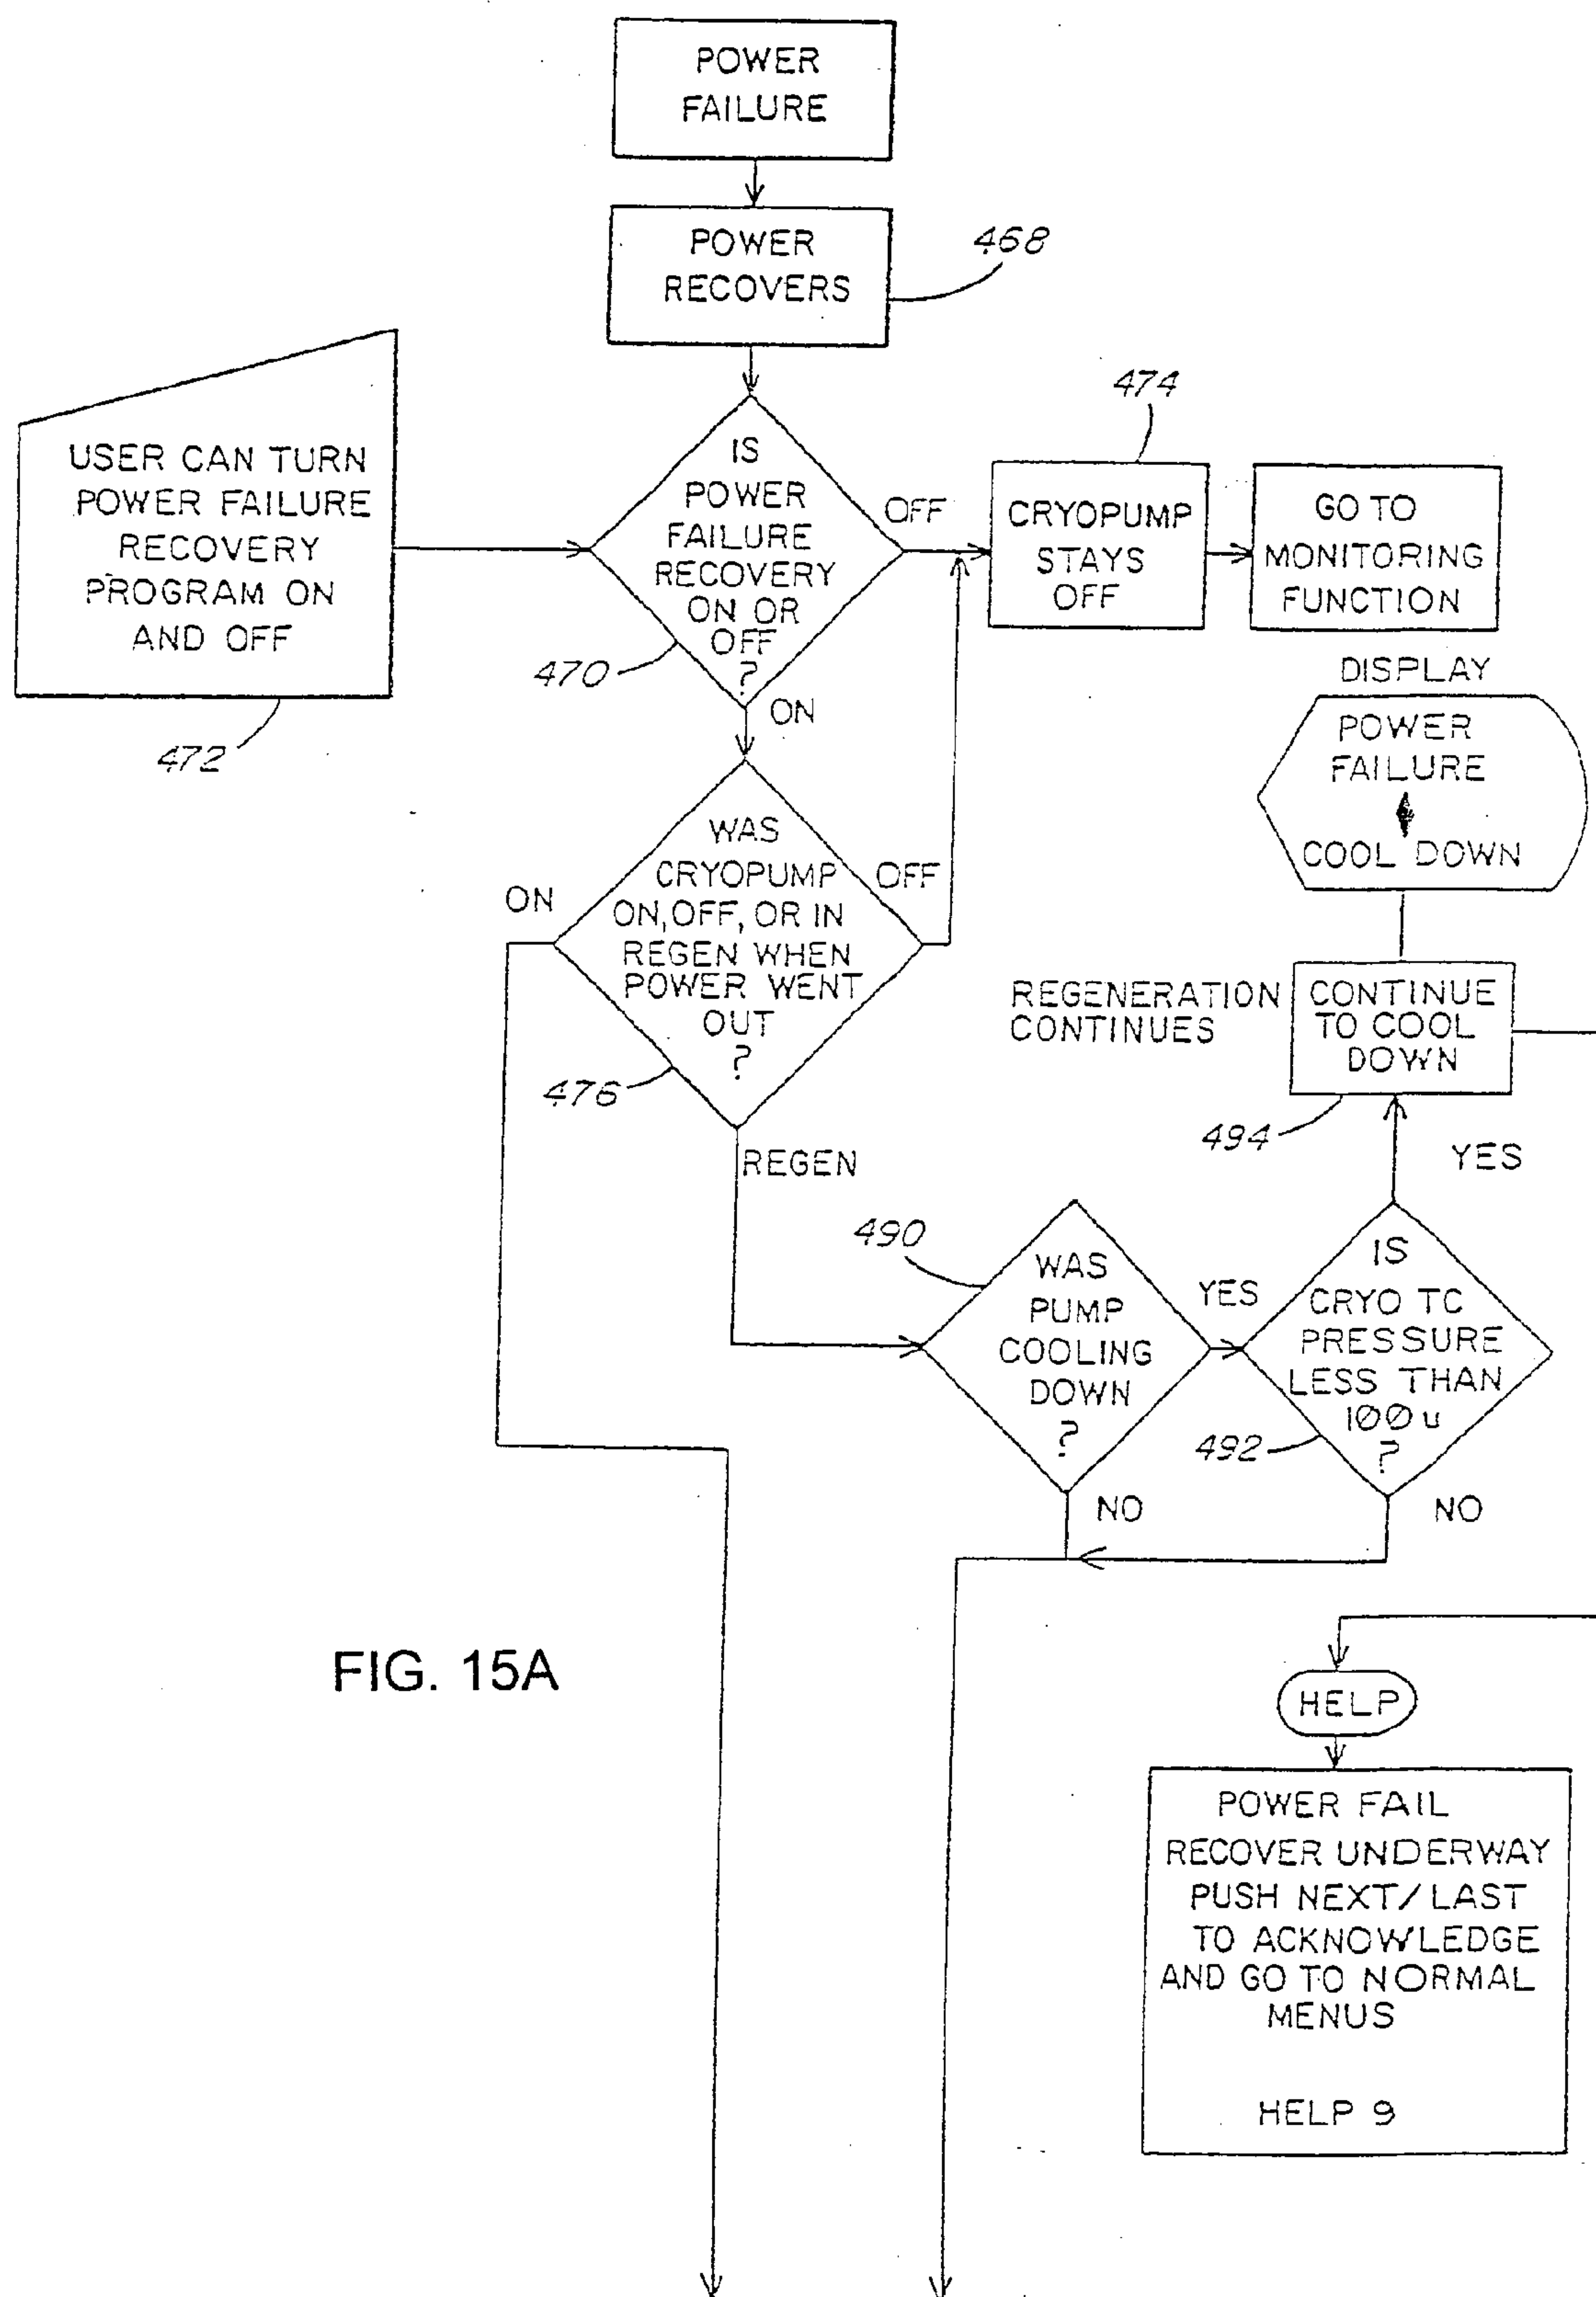 POWER
FAILURE
POWER
RECOVERS
468
USER CAN TURN
POWER FAILURE
RECOVERY
PROGRAM ON
AND OFF
472
IS
POWER
FAILURE
RECOVERY
ON OR
OFF
?
470
OFF
ON
474
CRYOPUMP
STAYS
OFF
GO TO
MONITORING
FUNCTION
WAS
CRYOPUMP
ON, OFF, OR IN
REGEN WHEN
POWER WENT
OUT
?
476
ON
OFF
REGEN
DISPLAY
POWER
FAILURE
COOL DOWN
REGENERATION
CONTINUES
CONTINUE
TO COOL
DOWN
494
YES
490
WAS
PUMP
COOLING
DOWN
?
YES
NO
IS
CRYO TC
PRESSURE
LESS THAN
100 u
?
492
NO
FIG. 15A
HELP
POWER FAIL
RECOVER UNDERWAY
PUSH NEXT/LAST
TO ACKNOWLEDGE
AND GO TO NORMAL
MENUS
HELP 9